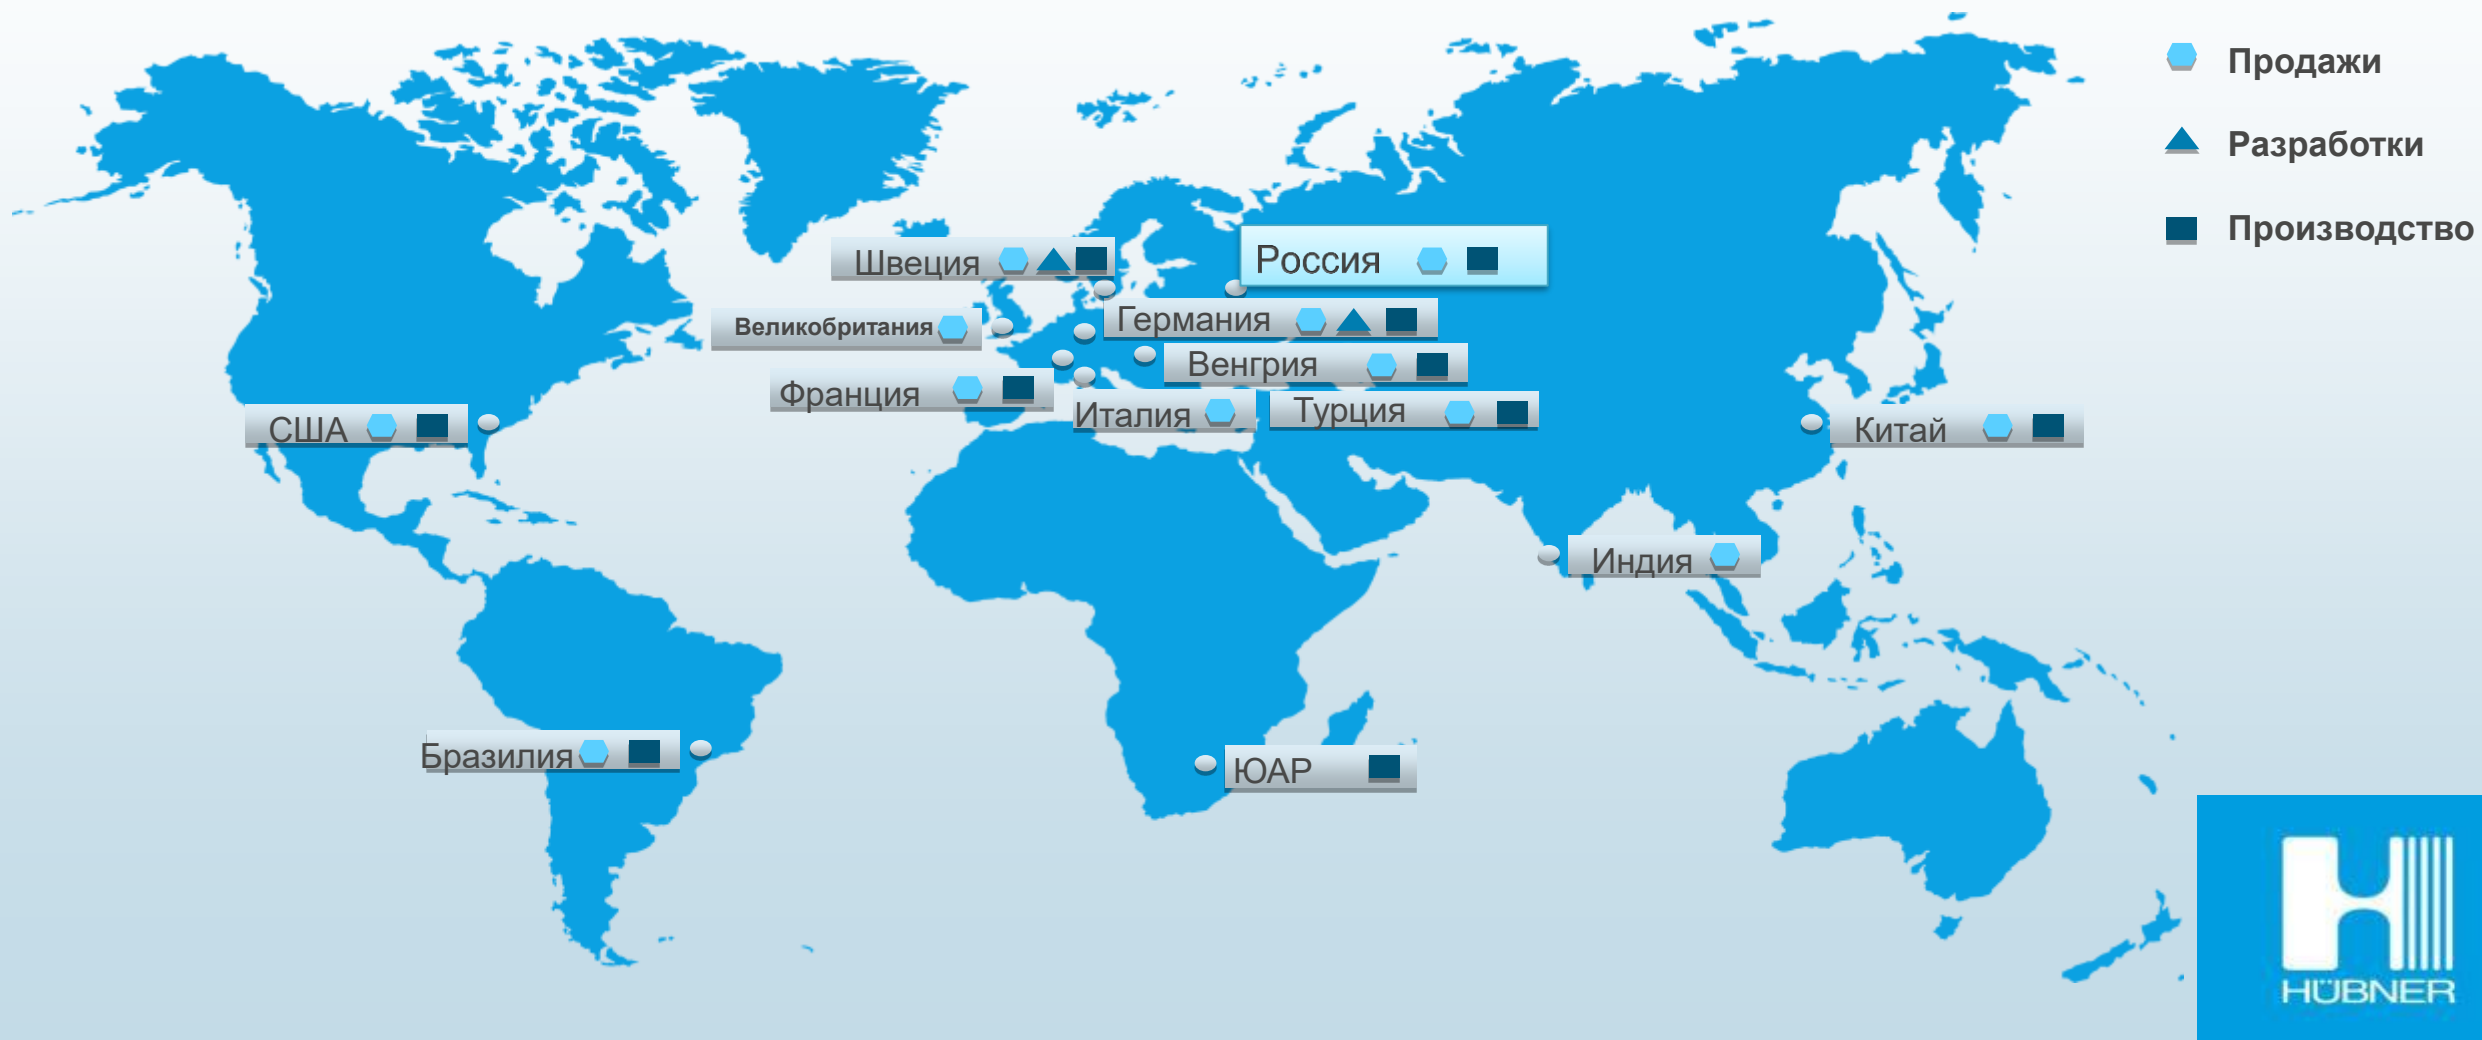 Продажи
Разработки
Производство
Швеция
Россия
Великобритания
Германия
Венгрия
Франция
Италия
Турция
США
Китай
Индия
Бразилия
ЮАР
HÜBNER